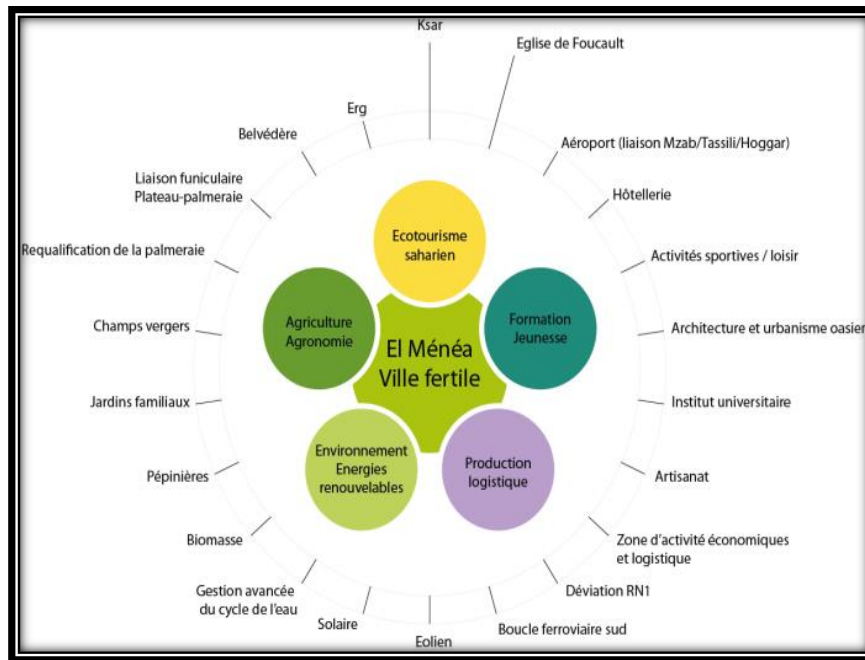 Ksar
Eglise de Foucault
Aéroport (liaison Mzab/Tassili/Hoggar)
Hôtellerie
Activités sportives / loisir
Architecture et urbanisme oasien
Institut universitaire
Artisanat
Zone d'activité économiques
et logistique
Déviation RN1
Boucle ferroviaire sud
Eolien
Solaire
Gestion avancée
du cycle de l'eau
Biomasse
Pépinières
Jardins familiaux
Champs vergers
Requalification de la palmeraie
Liaison funiculaire
Plateau-palmeraie
Belvédère
Erg
Ecotourisme
saharien
Formation
Jeunesse
Production
logistique
Environnement
Energies
renouvelables
Agriculture
Agronomie
El Ménéa
Ville fertile